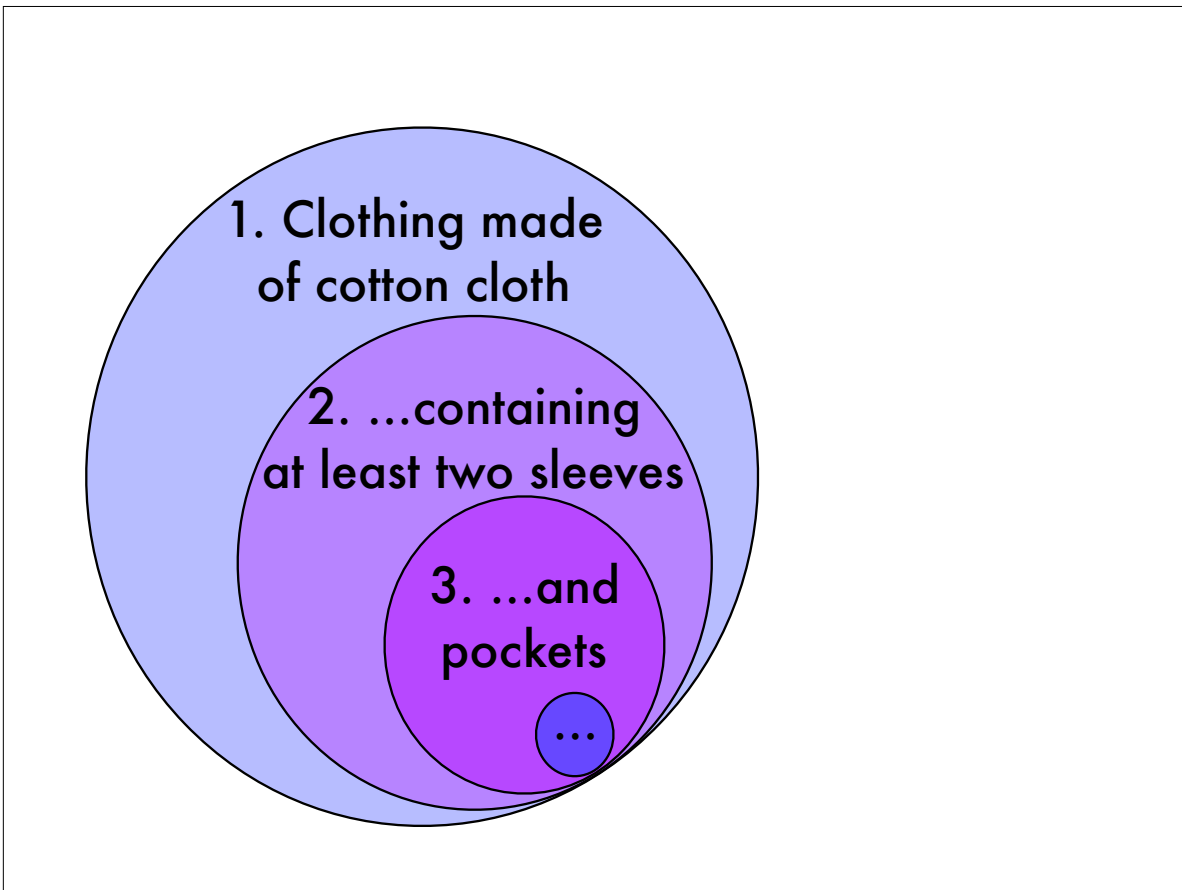 1. Clothing made
of cotton cloth
2. ...containing
at least two sleeves
3. ...and
pockets
...